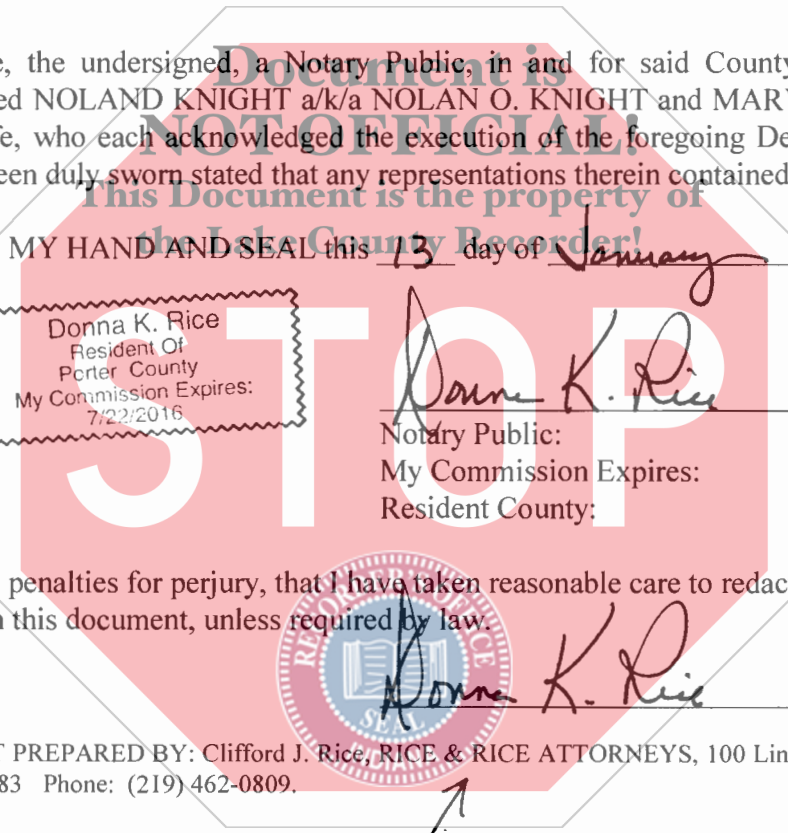 Document is
NOT OFFICIAL!
This Document is the property of
the Lake County Recorder!
STOP
e, the undersigned, a Notary Public, in and for said County
ed NOLAND KNIGHT a/k/a NOLAN O. KNIGHT and MARY
fe, who each acknowledged the execution of the foregoing De
een duly sworn stated that any representations therein contained
MY HAND AND SEAL this 13 day of January
Donna K. Rice
Resident Of
Porter County
My Commission Expires:
7/22/2016
Donna K. Rice
Notary Public:
My Commission Expires:
Resident County:
penalties for perjury, that I have taken reasonable care to redac
n this document, unless required by law.
RECORDER'S OFFICE
SEAL
INDIANA
Donna K. Rice
T PREPARED BY: Clifford J. Rice, RICE & RICE ATTORNEYS, 100 Lin
83 Phone: (219) 462-0809.